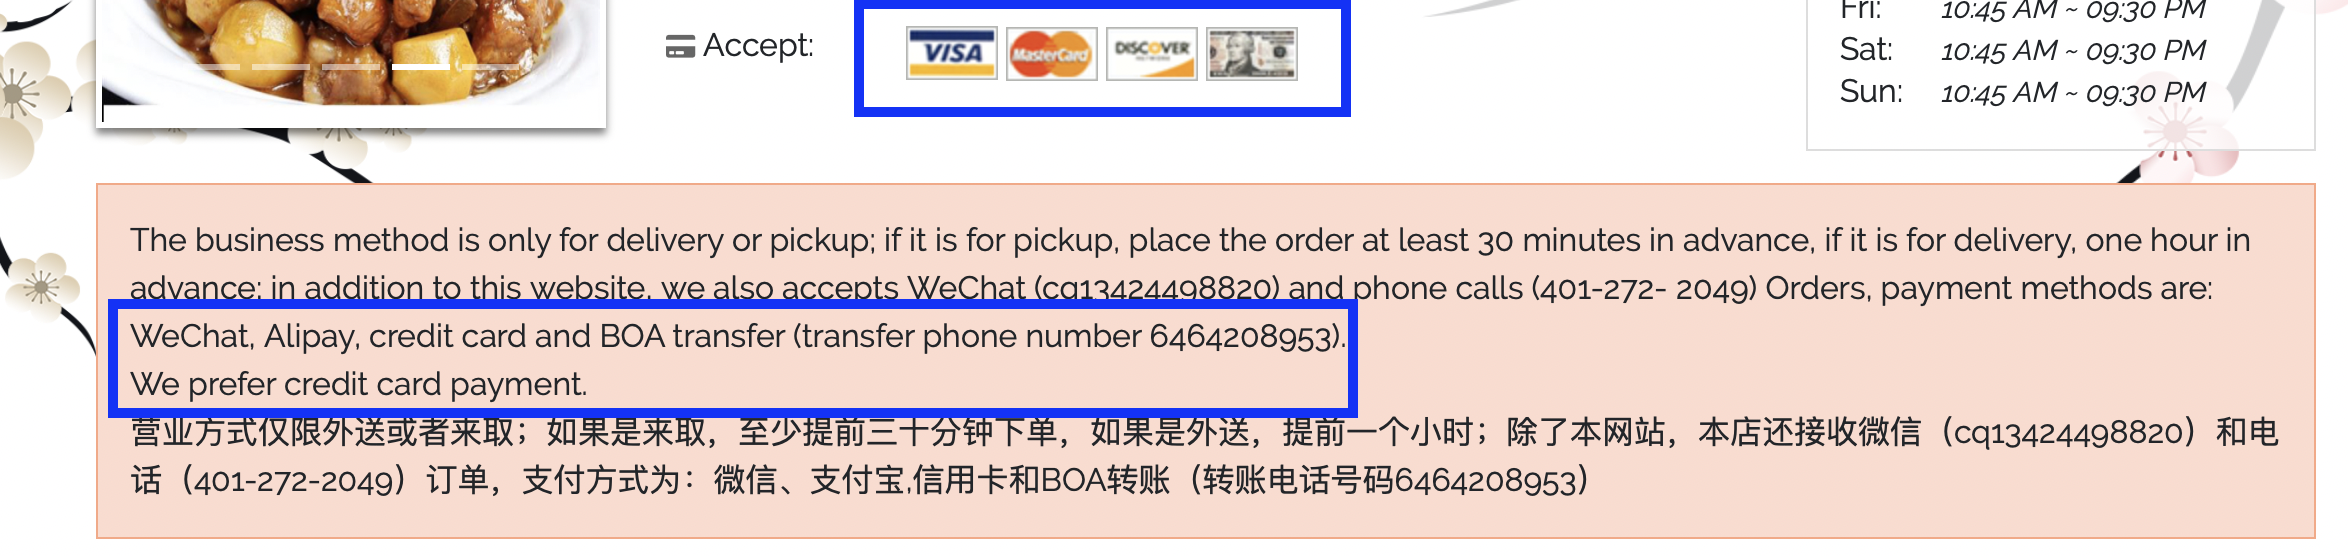 Accept:
VISA
MasterCard
DISCOVER
Fri: 10:45 AM ~ 09:30 PM
Sat: 10:45 AM ~ 09:30 PM
Sun: 10:45 AM ~ 09:30 PM
The business method is only for delivery or pickup; if it is for pickup, place the order at least 30 minutes in advance, if it is for delivery, one hour in
advance; in addition to this website, we also accepts WeChat (cq13424498820) and phone calls (401-272- 2049) Orders, payment methods are:
WeChat, Alipay, credit card and BOA transfer (transfer phone number 6464208953).
We prefer credit card payment.
营业方式仅限外送或者来取；如果是来取，至少提前三十分钟下单，如果是外送，提前一个小时；除了本网站，本店还接收微信（cq13424498820）和电
话（401-272-2049）订单，支付方式为：微信、支付宝,信用卡和BOA转账（转账电话号码6464208953）